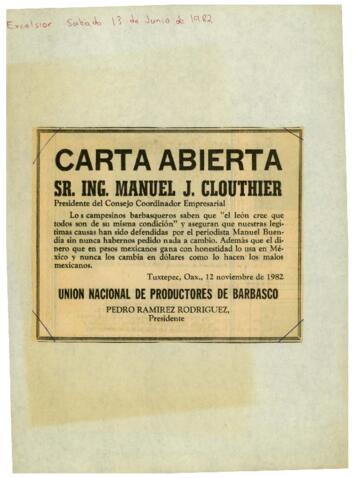 Excelsior Sabado 13 de Junio de 1982
CARTA ABIERTA
SR. ING. MANUEL J. CLOUTHIER
Presidente del Consejo Coordinador Empresarial
Los campesinos barbasqueros saben que "el león cree que
todos son de su misma condición" y aseguran que nuestras legí-
timas causas han sido defendidas por el periodista Manuel Buen-
día sin nunca habernos pedido nada a cambio. Además que el di-
nero que en pesos mexicanos gana con honestidad lo usa en Mé-
xico y nunca los cambia en dólares como lo hacen los malos
mexicanos.
Tuxtepec, Oax., 12 noviembre de 1982
UNION NACIONAL DE PRODUCTORES DE BARBASCO
PEDRO RAMIREZ RODRIGUEZ,
Presidente